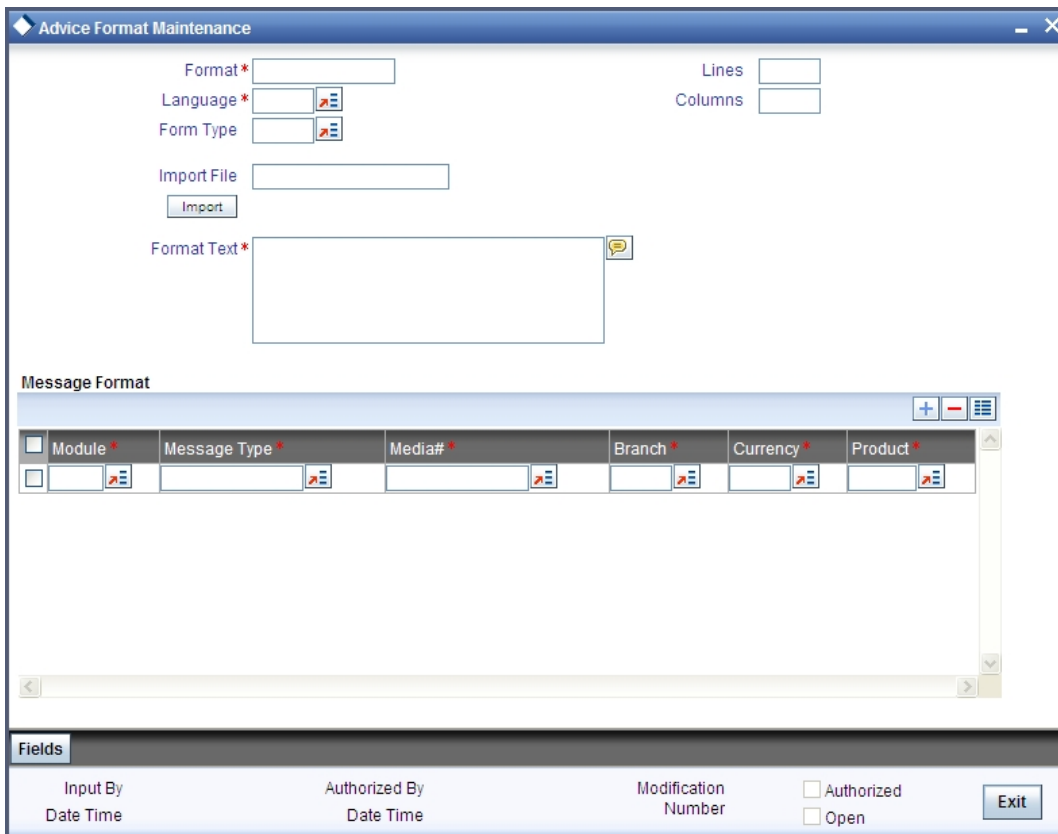 Advice Format Maintenance
Format*
Lines
Language*
Columns
Form Type
Import File
Import
Format Text*
Message Format
Module* Message Type* Media#* Branch* Currency* Product*
Fields
Input By
Authorized By
Modification
Number
Authorized
Date Time
Date Time
Open
Exit